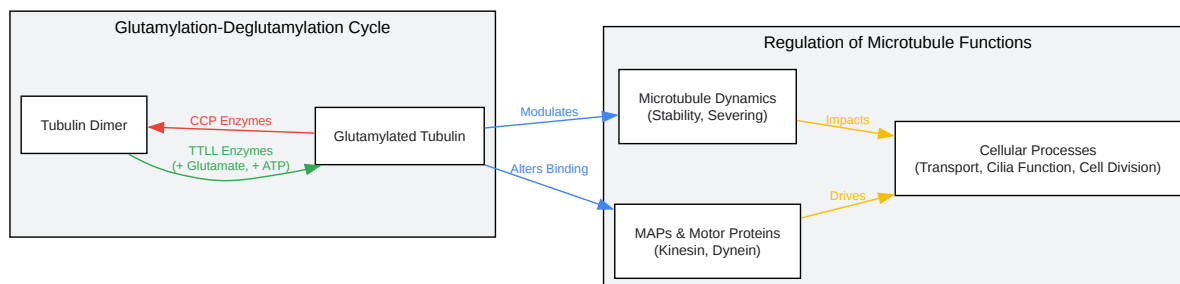 Glutamylation-Deglutamylation Cycle
Tubulin Dimer
CCP Enzymes
TTLL Enzymes
(+ Glutamate, + ATP)
Glutamylated Tubulin
Modulates
Alters Binding
Regulation of Microtubule Functions
Microtubule Dynamics
(Stability, Severing)
MAPs & Motor Proteins
(Kinesin, Dynein)
Impacts
Drives
Cellular Processes
(Transport, Cilia Function, Cell Division)